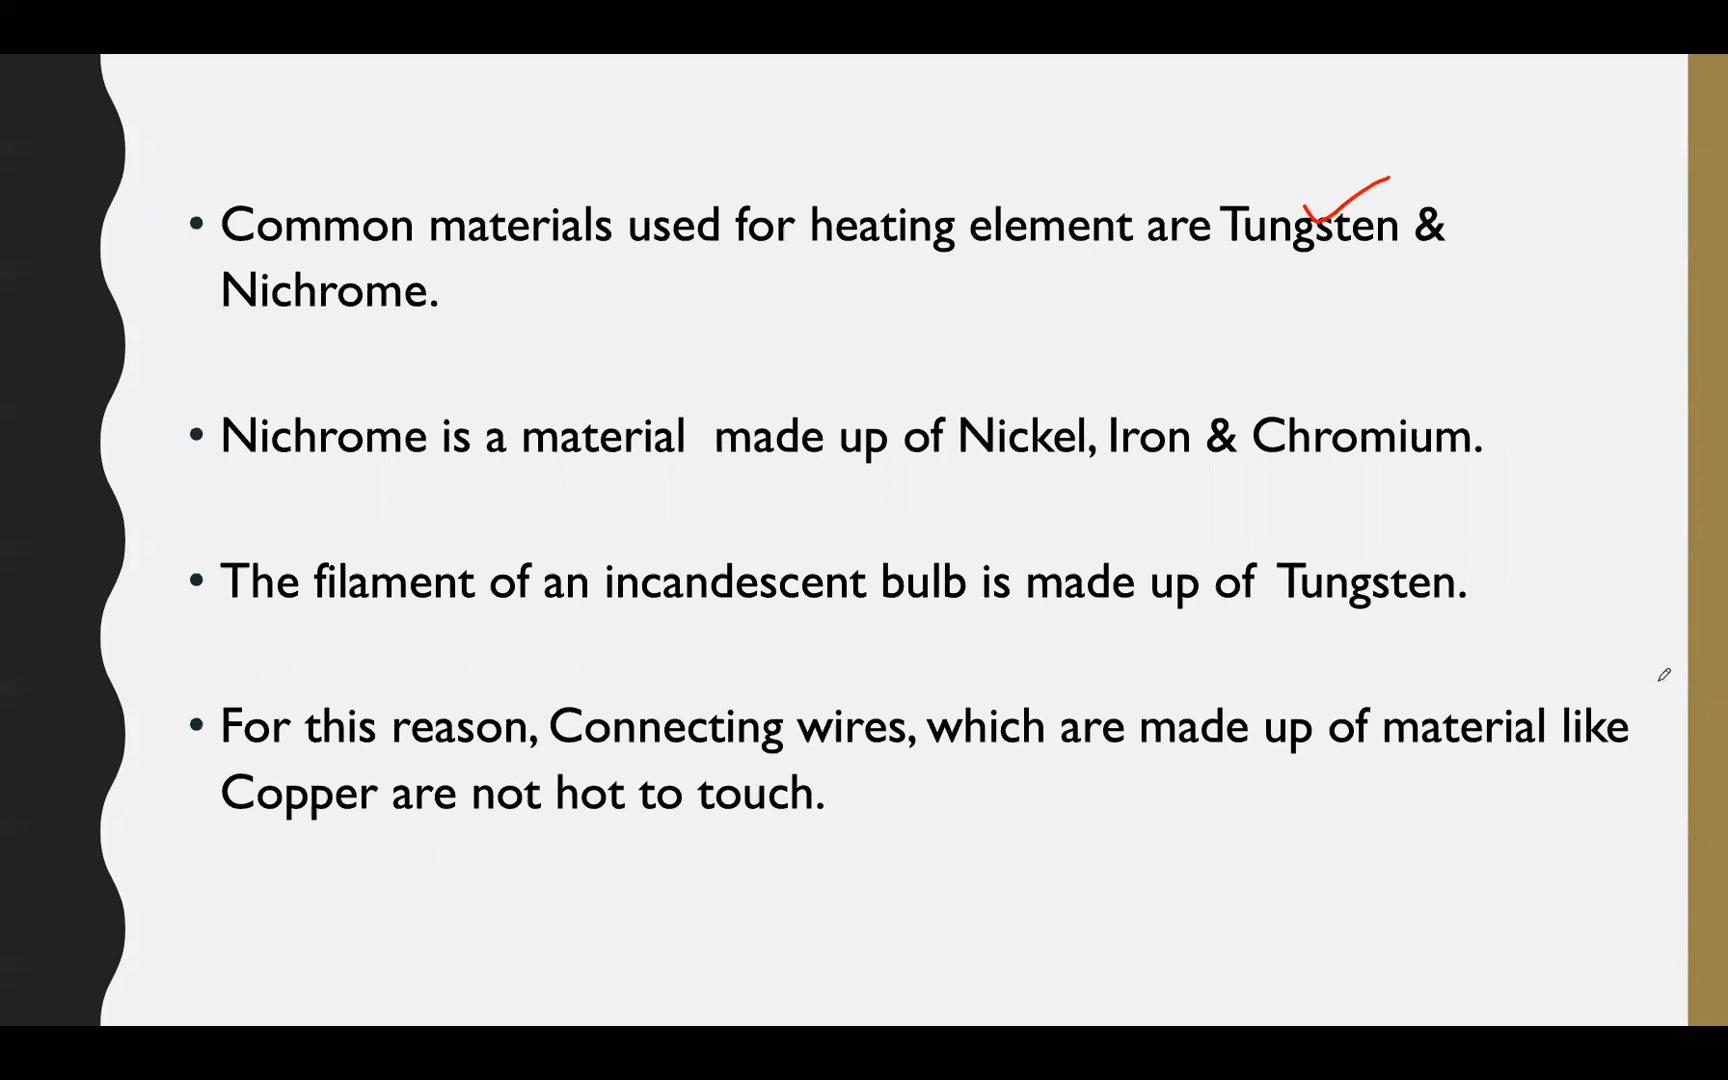 • Common materials used for heating element are Tungsten &
Nichrome.
• Nichrome is a material  made up of Nickel, Iron & Chromium.
• The filament of an incandescent bulb is made up of  Tungsten.
• For this reason, Connecting wires, which are made up of material like
Copper are not hot to touch.